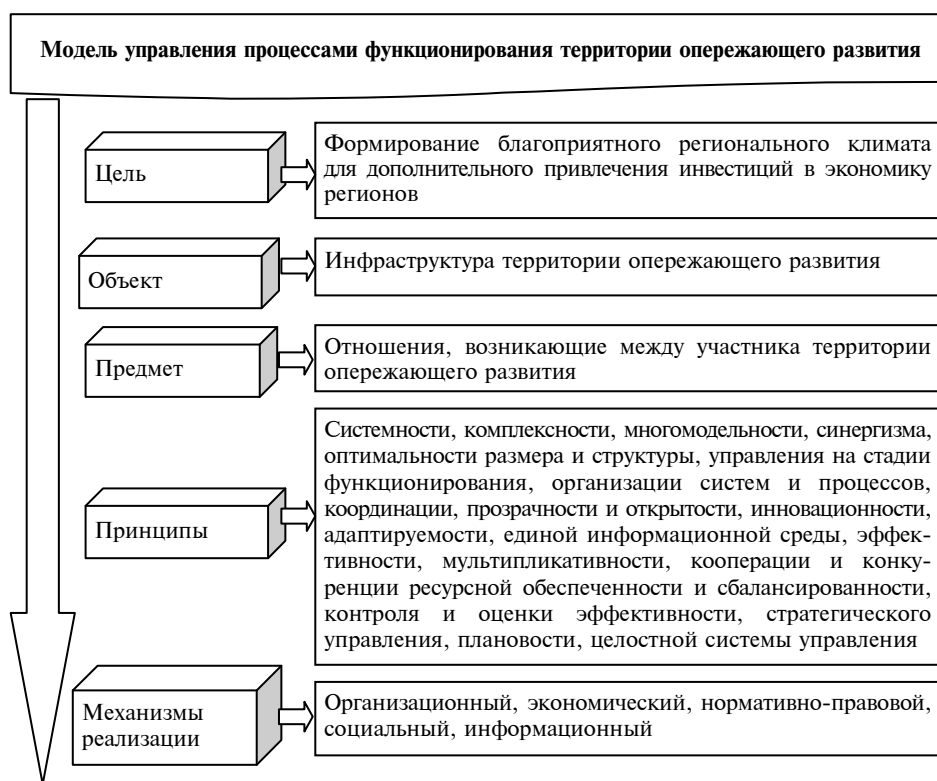 Модель управления процессами функционирования территории опережающего развития
Цель
Формирование благоприятного регионального климата
для дополнительного привлечения инвестиций в экономику
регионов
Объект
Инфраструктура территории опережающего развития
Предмет
Отношения, возникающие между участника территории
опережающего развития
Принципы
Системности, комплексности, многомодельности, синергизма,
оптимальности размера и структуры, управления на стадии
функционирования, организации систем и процессов,
координации, прозрачности и открытости, инновационности,
адаптируемости, единой информационной среды, эффек-
тивности, мультипликативности, кооперации и конку-
ренции ресурсной обеспеченности и сбалансированности,
контроля и оценки эффективности, стратегического
управления, плановости, целостной системы управления
Механизмы
реализации
Организационный, экономический, нормативно-правовой,
социальный, информационный